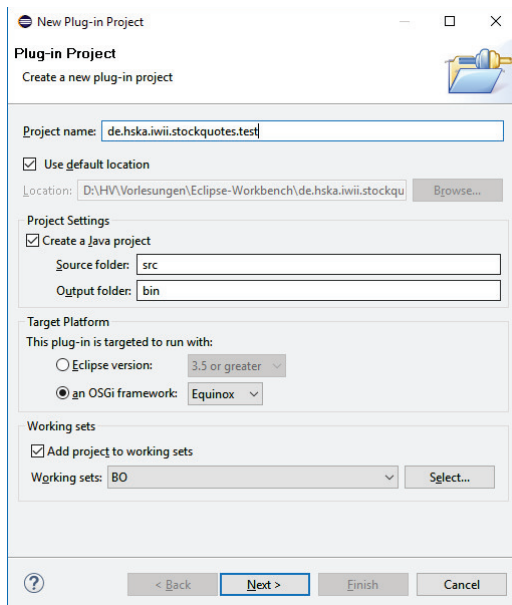 New Plug-in Project
Plug-in Project
Create a new plug-in project
Project name: de.hska.iwii.stockquotes.test
Use default location
Location: D:\HV\Vorlesungen\Eclipse-Workbench\de.hska.iwii.stockqu Browse...
Project Settings
Create a Java project
Source folder: src
Output folder: bin
Target Platform
This plug-in is targeted to run with:
Eclipse version: 3.5 or greater
an OSGi framework: Equinox
Working sets
Add project to working sets
Working sets: BO Select...
? < Back Next > Finish Cancel